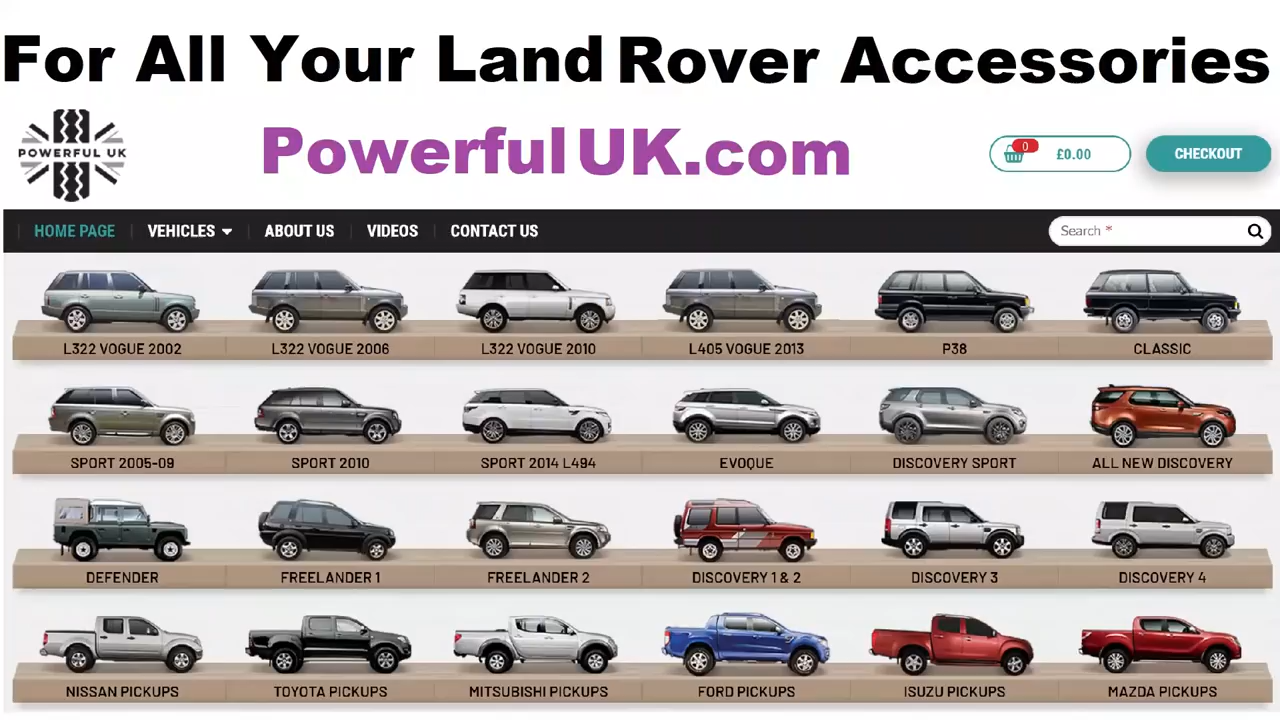 For All Your Land Rover Accessories
POWERFUL UK
PowerfulUK.com
0
£0.00
CHECKOUT
HOME PAGE VEHICLES ABOUT US VIDEOS CONTACT US
Search *
L322 VOGUE 2002 L322 VOGUE 2006 L322 VOGUE 2010 L405 VOGUE 2013 P38 CLASSIC
SPORT 2005-09 SPORT 2010 SPORT 2014 L494 EVOQUE DISCOVERY SPORT ALL NEW DISCOVERY
DEFENDER FREELANDER 1 FREELANDER 2 DISCOVERY 1 & 2 DISCOVERY 3 DISCOVERY 4
NISSAN PICKUPS TOYOTA PICKUPS MITSUBISHI PICKUPS FORD PICKUPS ISUZU PICKUPS MAZDA PICKUPS